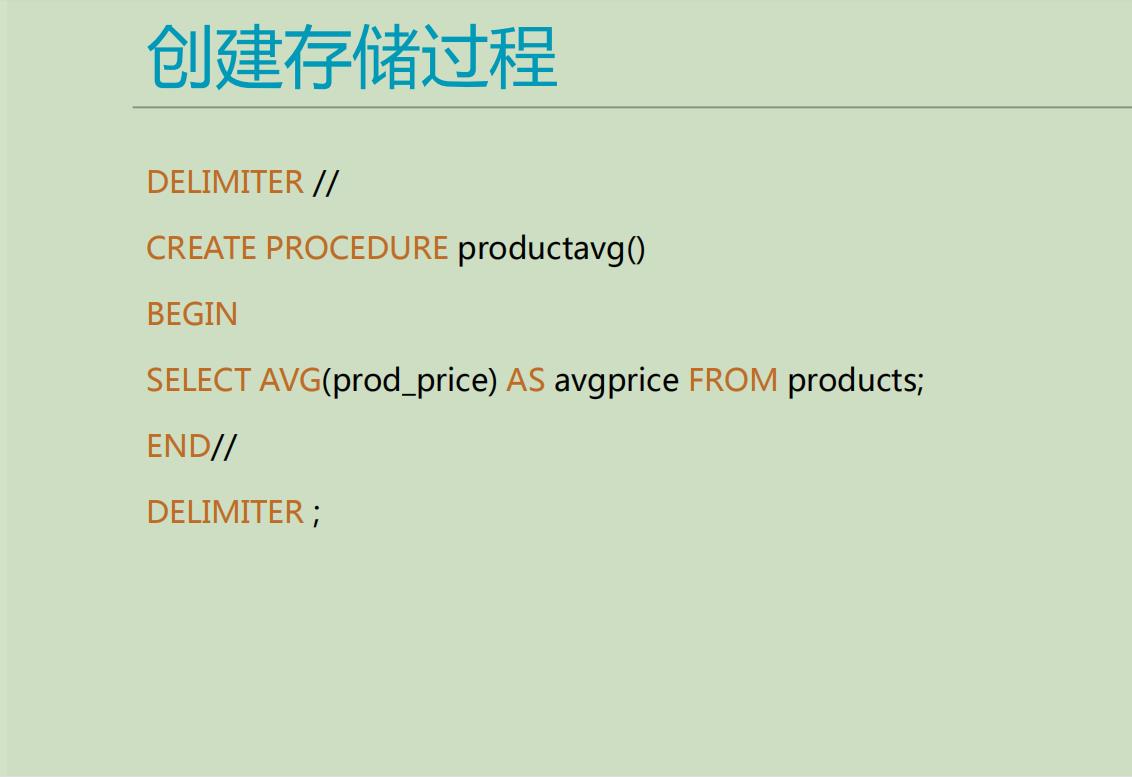 创建存储过程
DELIMITER //
CREATE PROCEDURE productavg()
BEGIN
SELECT AVG(prod_price) AS avgprice FROM products;
END//
DELIMITER ;